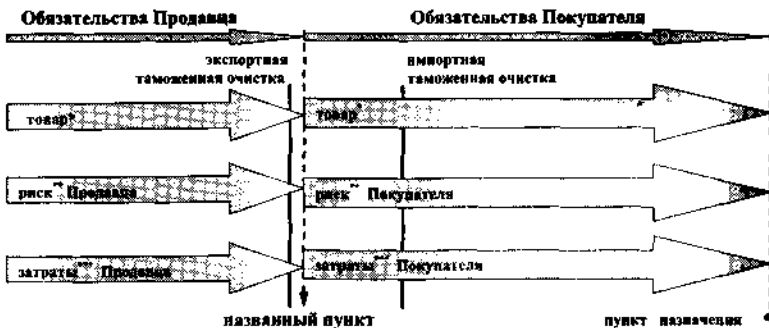 Обязательства Продавца
Обязательства Покупателя
экспортная
таможенная очистка
импортная
таможенная очистка
товар*
товар*
риск** Продавца
риск** Покупателя
затраты*** Продавца
затраты*** Покупателя
названный пункт
пункт назначения